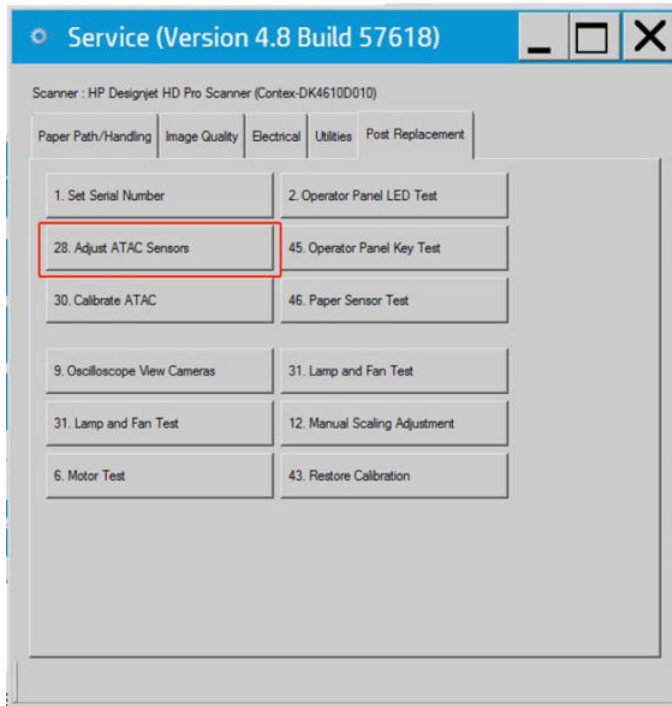 Service (Version 4.8 Build 57618)
Scanner : HP Designjet HD Pro Scanner (Contex-DK4610D010)
Paper Path/Handling Image Quality Electrical Utilities Post Replacement
1. Set Serial Number 2. Operator Panel LED Test
28. Adjust ATAC Sensors 45. Operator Panel Key Test
30. Calibrate ATAC 46. Paper Sensor Test
9. Oscilloscope View Cameras 31. Lamp and Fan Test
31. Lamp and Fan Test 12. Manual Scaling Adjustment
6. Motor Test 43. Restore Calibration